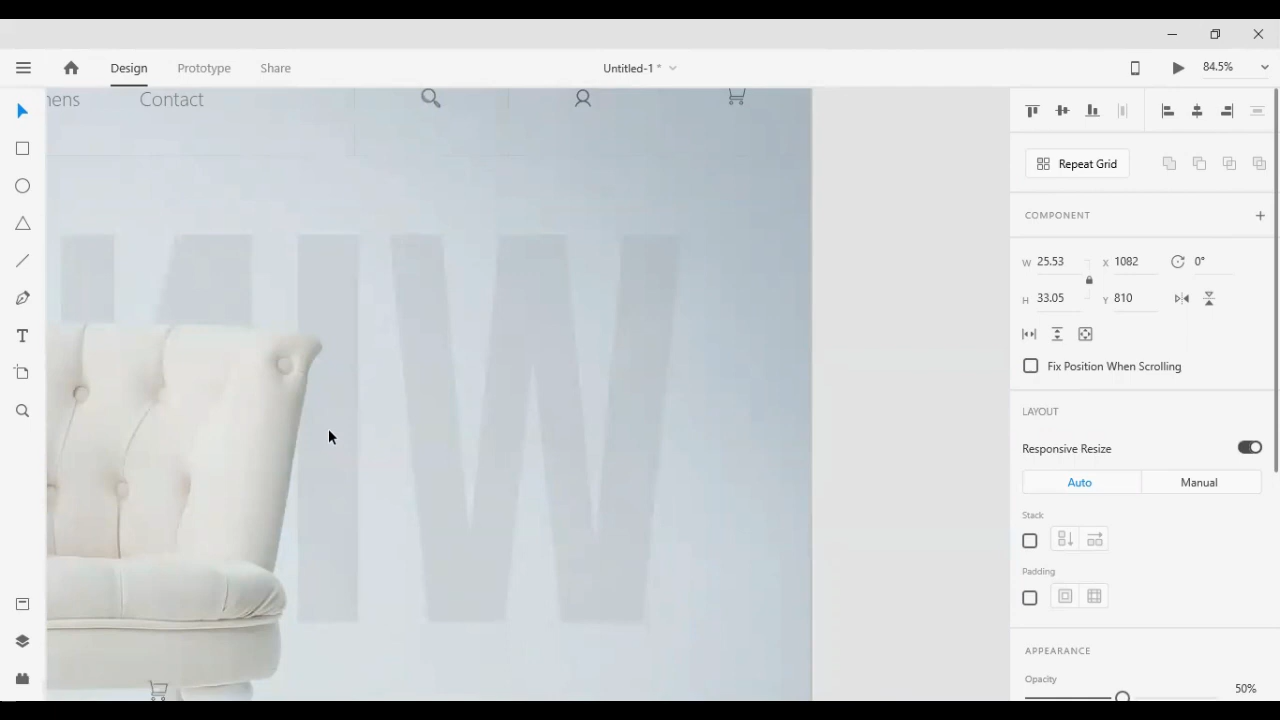 Design Prototype Share Untitled-1 * 84.5%
hens Contact
Repeat Grid
COMPONENT
W 25.53 X 1082 0°
H 33.05 Y 810
Fix Position When Scrolling
LAYOUT
Responsive Resize
Auto Manual
Stack
Padding
APPEARANCE
Opacity
50%
IW
T